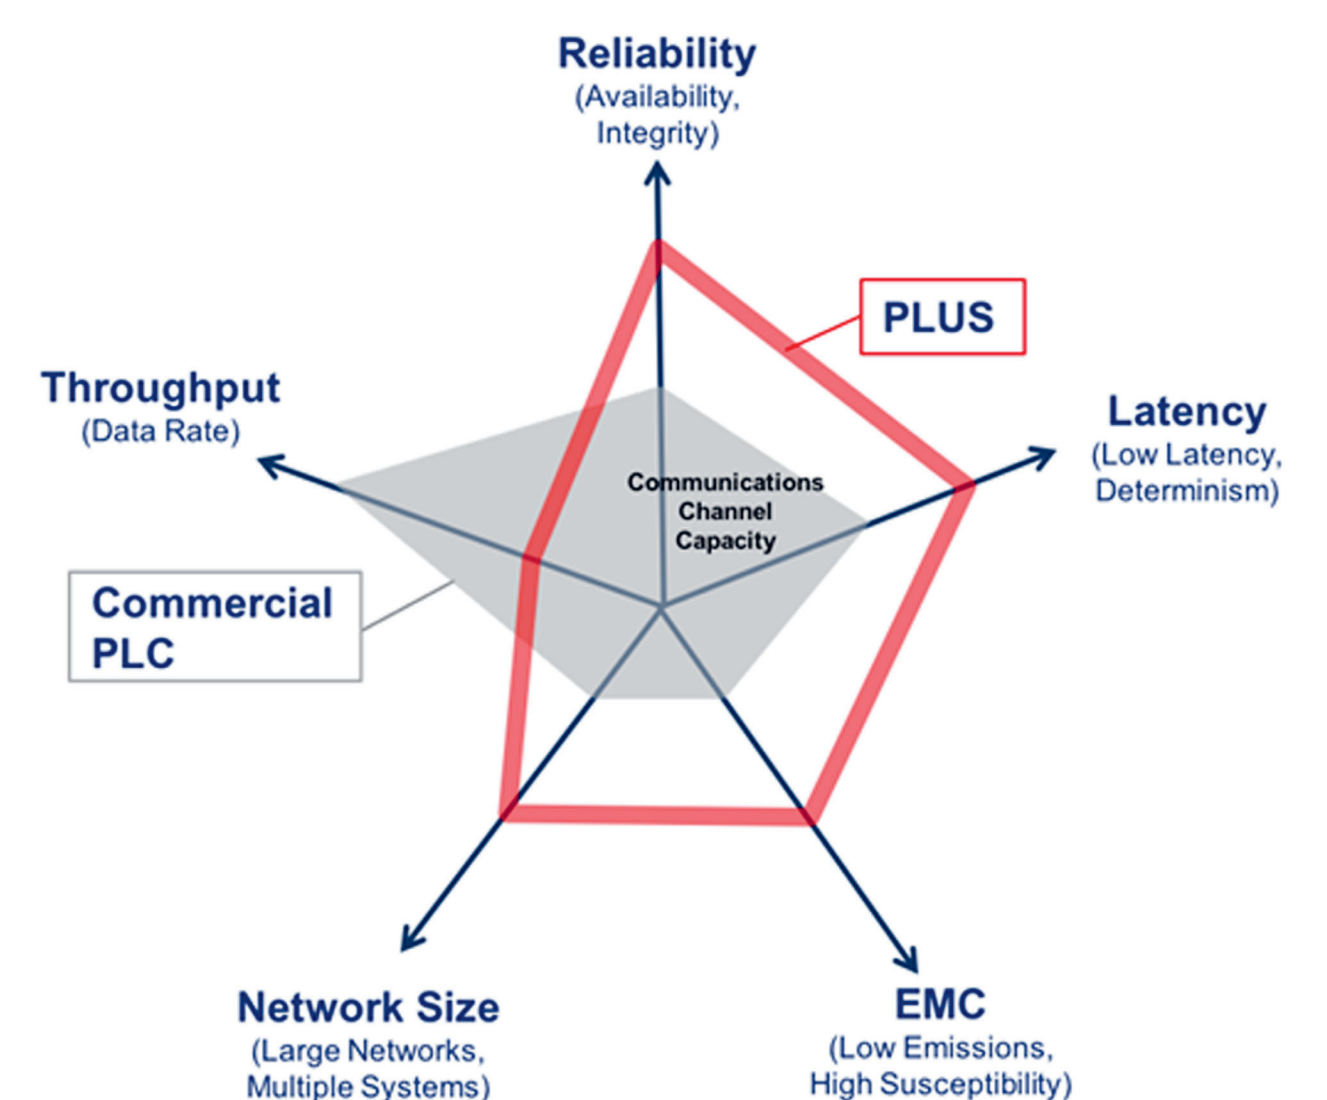 Reliability
(Availability,
Integrity)
PLUS
Throughput
(Data Rate)
Latency
(Low Latency,
Determinism)
Communications
Channel
Capacity
Commercial
PLC
Network Size
(Large Networks,
Multiple Systems)
EMC
(Low Emissions,
High Susceptibility)